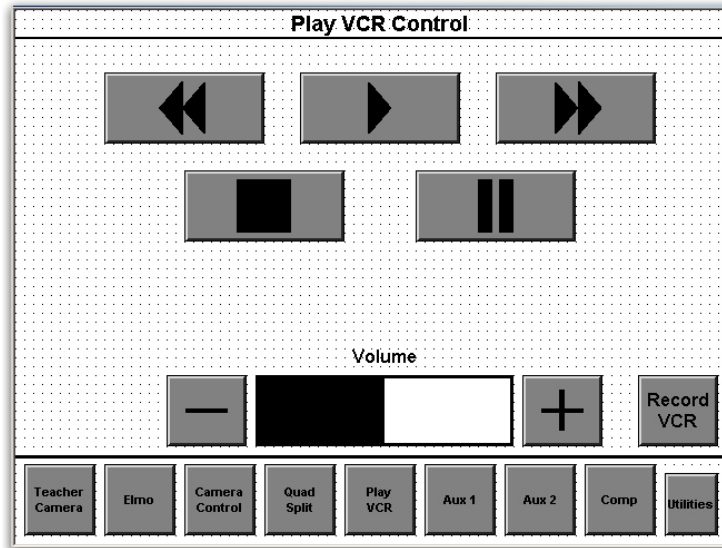 Play VCR Control
Volume
Record
VCR
Teacher
Camera
Elmo
Camera
Control
Quad
Split
Play
VCR
Aux 1
Aux 2
Comp
Utilities